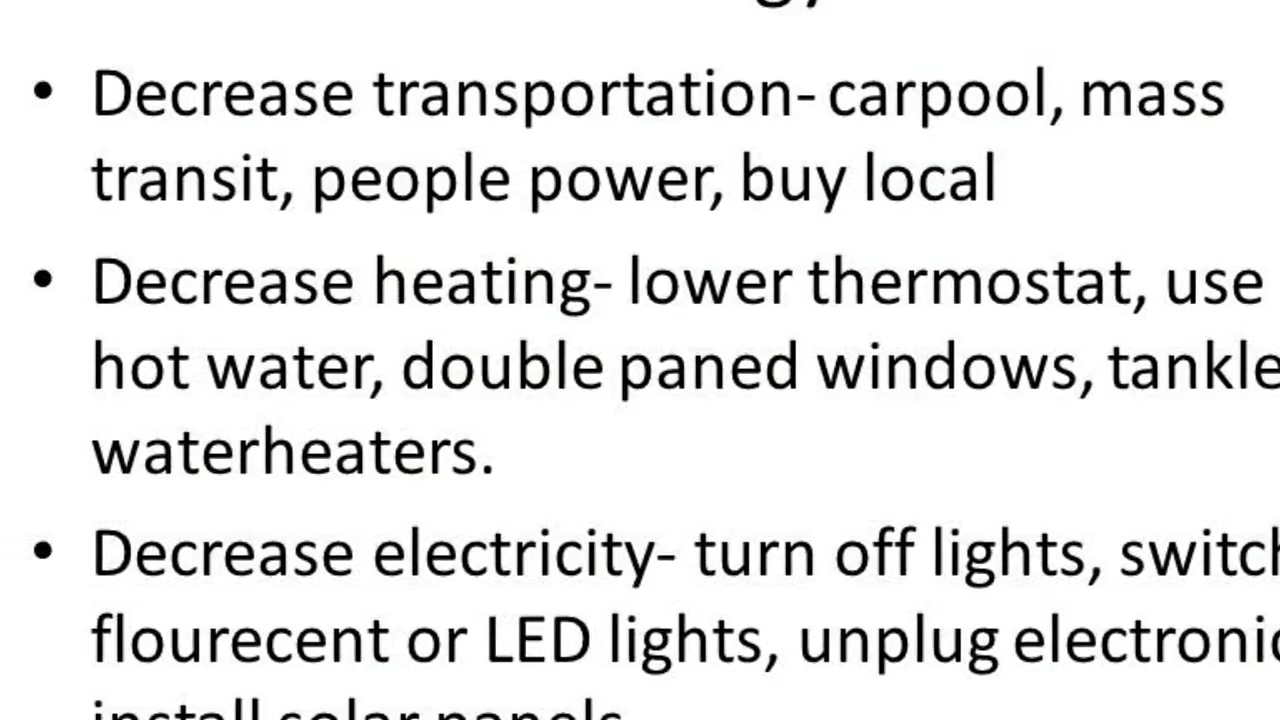 • Decrease transportation- carpool, mass
transit, people power, buy local
• Decrease heating- lower thermostat, use
hot water, double paned windows, tankle
waterheaters.
• Decrease electricity- turn off lights, switch
flourecent or LED lights, unplug electronic
install solar panels